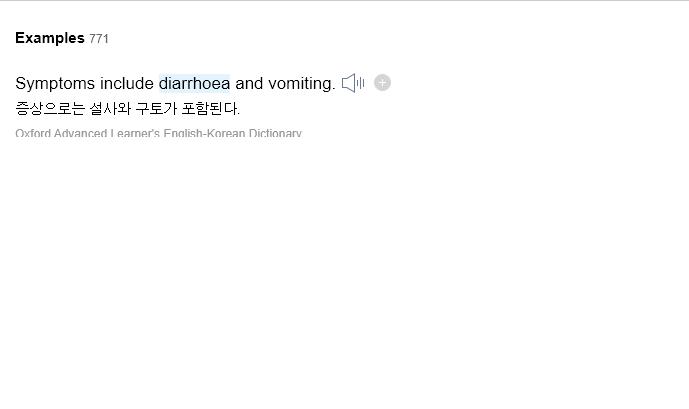 Examples 771
Symptoms include diarrhoea and vomiting.
증상으로는 설사와 구토가 포함된다.
Oxford Advanced Learner's English-Korean Dictionary